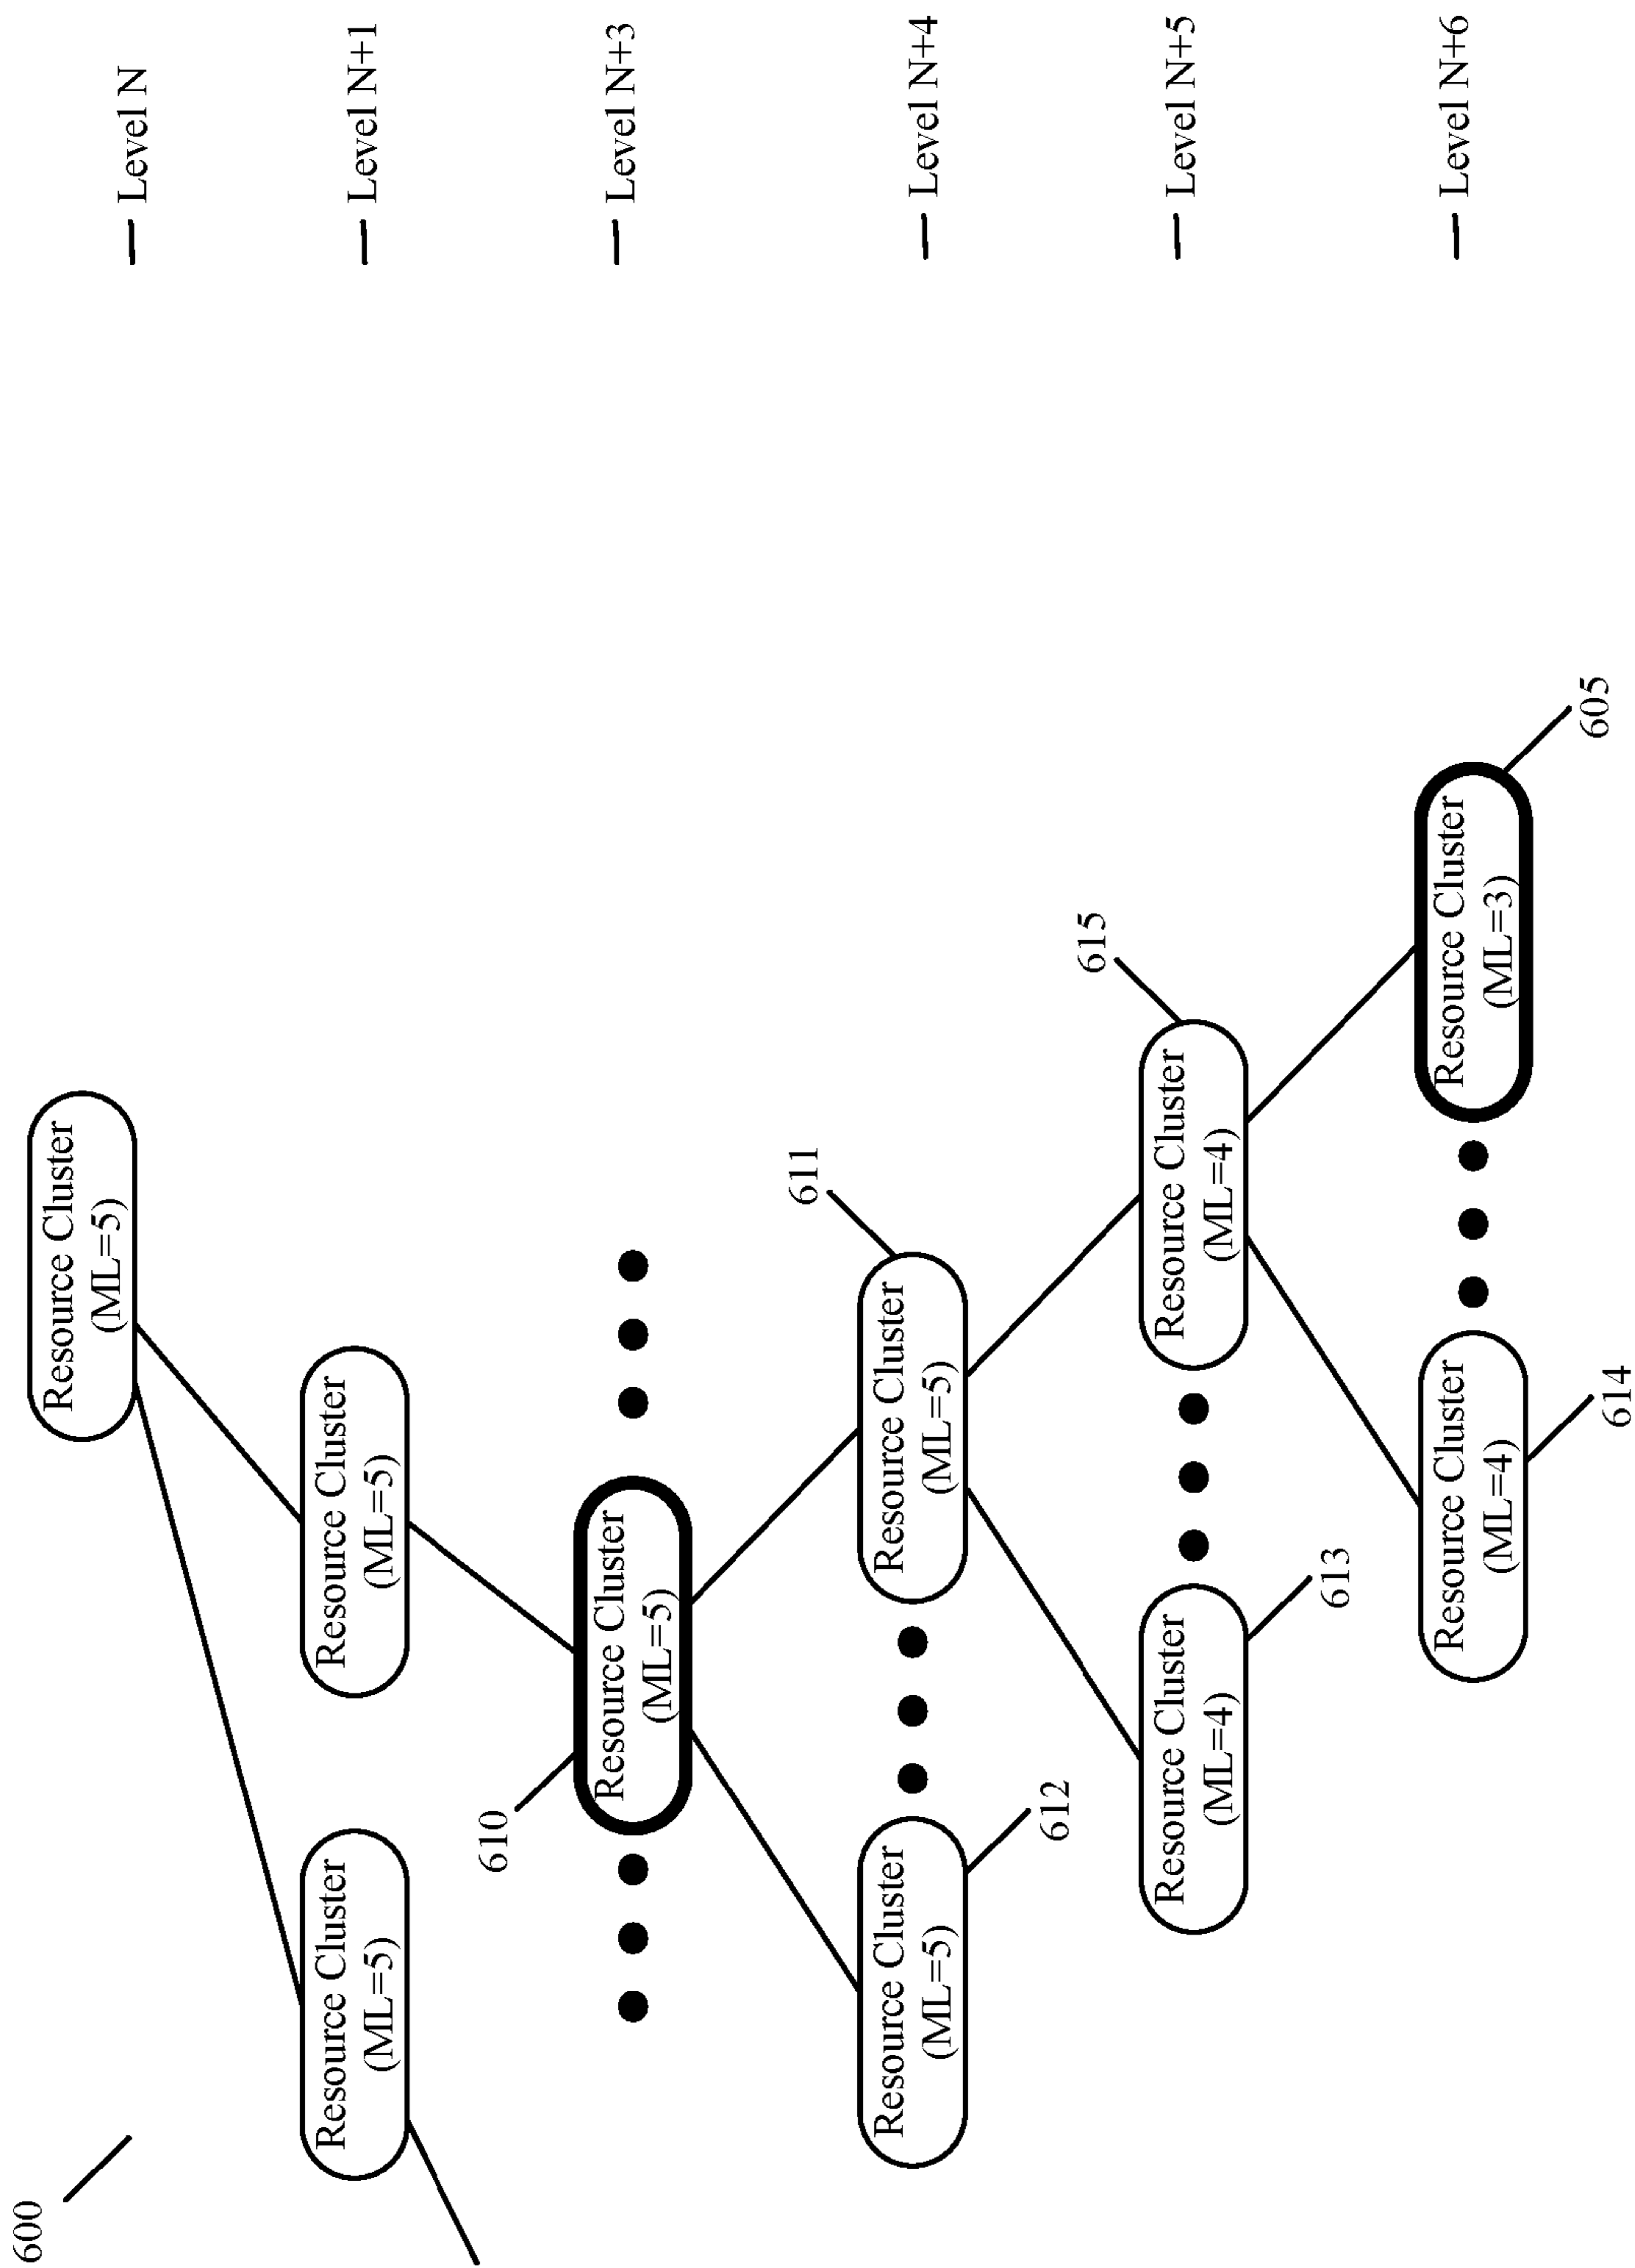 600
Resource Cluster
(ML=5)
Level N
Resource Cluster
(ML=5)
Resource Cluster
(ML=5)
Level N+1
610
Resource Cluster
(ML=5)
Level N+3
611
Resource Cluster
(ML=5)
Resource Cluster
(ML=5)
Level N+4
612
615
Resource Cluster
(ML=4)
Resource Cluster
(ML=4)
Level N+5
613
Resource Cluster
(ML=4)
Resource Cluster
(ML=3)
Level N+6
614
605